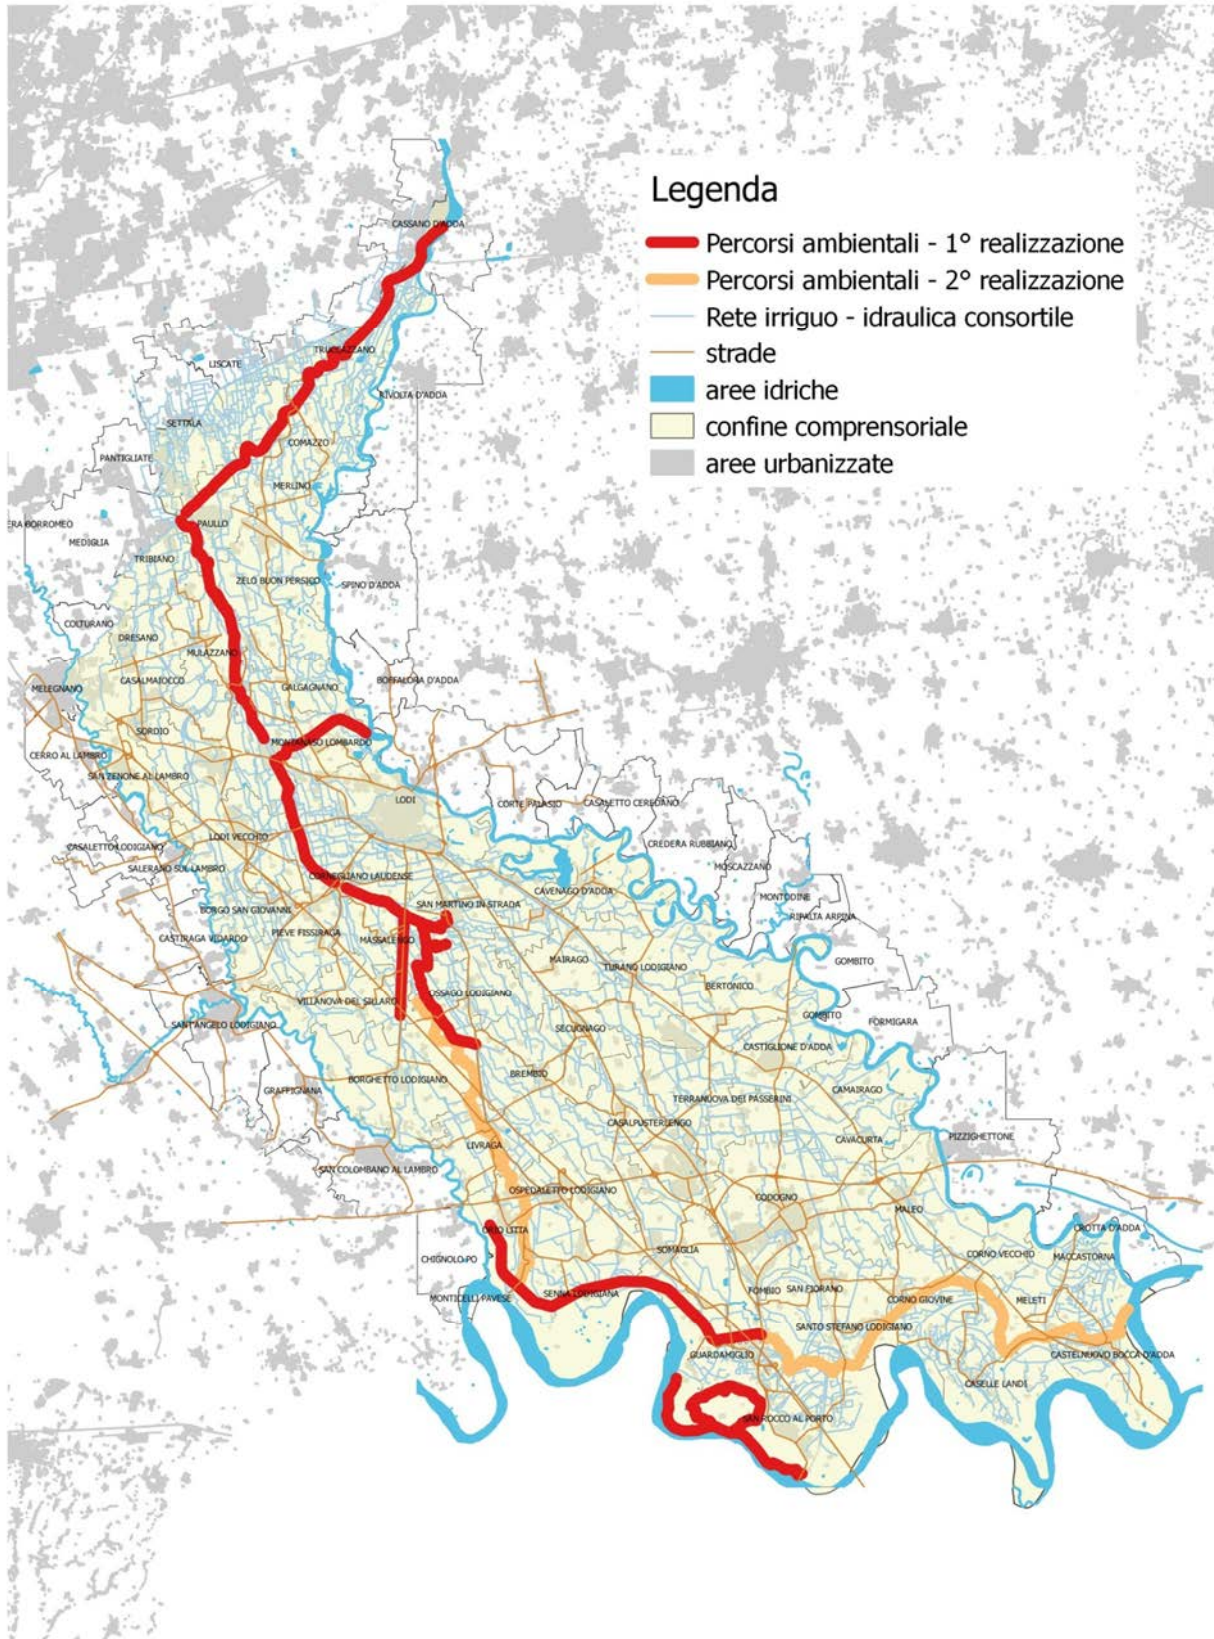 Legenda
Percorsi ambientali - 1° realizzazione
Percorsi ambientali - 2° realizzazione
Rete irriguo - idraulica consortile
strade
aree idriche
confine comprensoriale
aree urbanizzate
CASSANO D'ADDA
TRUCCAZZANO
LISCATE
RIVOLTA D'ADDA
SETTALA
COMAZZO
PANTIGLIATE
MERLINO
ERA BORROMEO
PAULLO
MEDIGLIA
TRIBIANO
ZELO BUON PERSICO
SPINO D'ADDA
COLTURANO
DRESANO
MULAZZANO
CASALMAIOCCO
BOFFALORA D'ADDA
MELEGNANO
GALGAGNANO
SORDIO
MONTANASO LOMBARDO
CERRO AL LAMBRO
SAN ZENONE AL LAMBRO
LODI
CORTE PALASIO
CASALETTO CEREDANO
LODI VECCHIO
CREDERA RUBBIANO
CASALETTO LODIGIANO
SALERANO SUL LAMBRO
MOSCAZZANO
CORNEGLIANO LAUDENSE
CAVENAGO D'ADDA
MONTODINE
SAN MARTINO IN STRADA
BORGO SAN GIOVANNI
RIPALTA ARPINA
PIEVE FISSIRAGA
CASTIRAGA VIDARDO
MASSALENGO
MAIRAGO
GOMBITO
TURANO LODIGIANO
BERTONICO
OSSAGO LODIGIANO
VILLANOVA DEL SILLARO
GOMBITO
FORMIGARA
SANT'ANGELO LODIGIANO
SECUGNAGO
CASTIGLIONE D'ADDA
BREMBIO
BORGHETTO LODIGIANO
GRAFFIGNANA
CAMAIRAGO
TERRANUOVA DEI PASSERINI
CASALPUSTERLENGO
PIZZIGHETTONE
CAVACURTA
LIVRAGA
SAN COLOMBANO AL LAMBRO
OSPEDALETTO LODIGIANO
CODOGNO
MALEO
ORIO LITTA
CROTTA D'ADDA
SOMAGLIA
CORNO VECCHIO
MACCASTORNA
CHIGNOLO PO
FOMBIO
SAN FIORANO
SENNA LODIGIANA
MONTICELLI PAVESE
CORNO GIOVINE
MELETI
SANTO STEFANO LODIGIANO
GUARDAMIGLIO
CASTELNUOVO BOCCA D'ADDA
CASELLE LANDI
SAN ROCCO AL PORTO